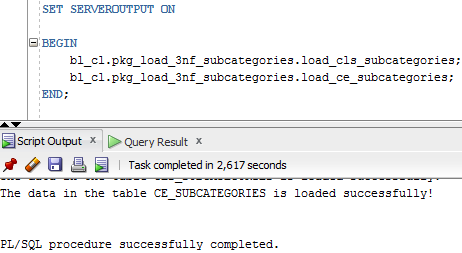 SET SERVEROUTPUT ON
BEGIN
bl_cl.pkg_load_3nf_subcategories.load_cls_subcategories;
bl_cl.pkg_load_3nf_subcategories.load_ce_subcategories;
END;
Script Output x Query Result x
Task completed in 2,617 seconds
The data in the table CE_SUBCATEGORIES is loaded successfully!
PL/SQL procedure successfully completed.